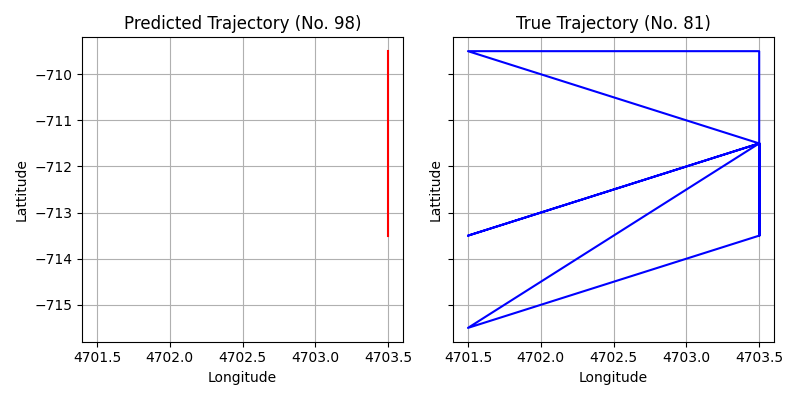 Predicted Trajectory (No. 98)
−710
−711
−712
−713
−714
−715
Lattitude
4701.5 4702.0 4702.5 4703.0 4703.5
Longitude
True Trajectory (No. 81)
Lattitude
4701.5 4702.0 4702.5 4703.0 4703.5
Longitude